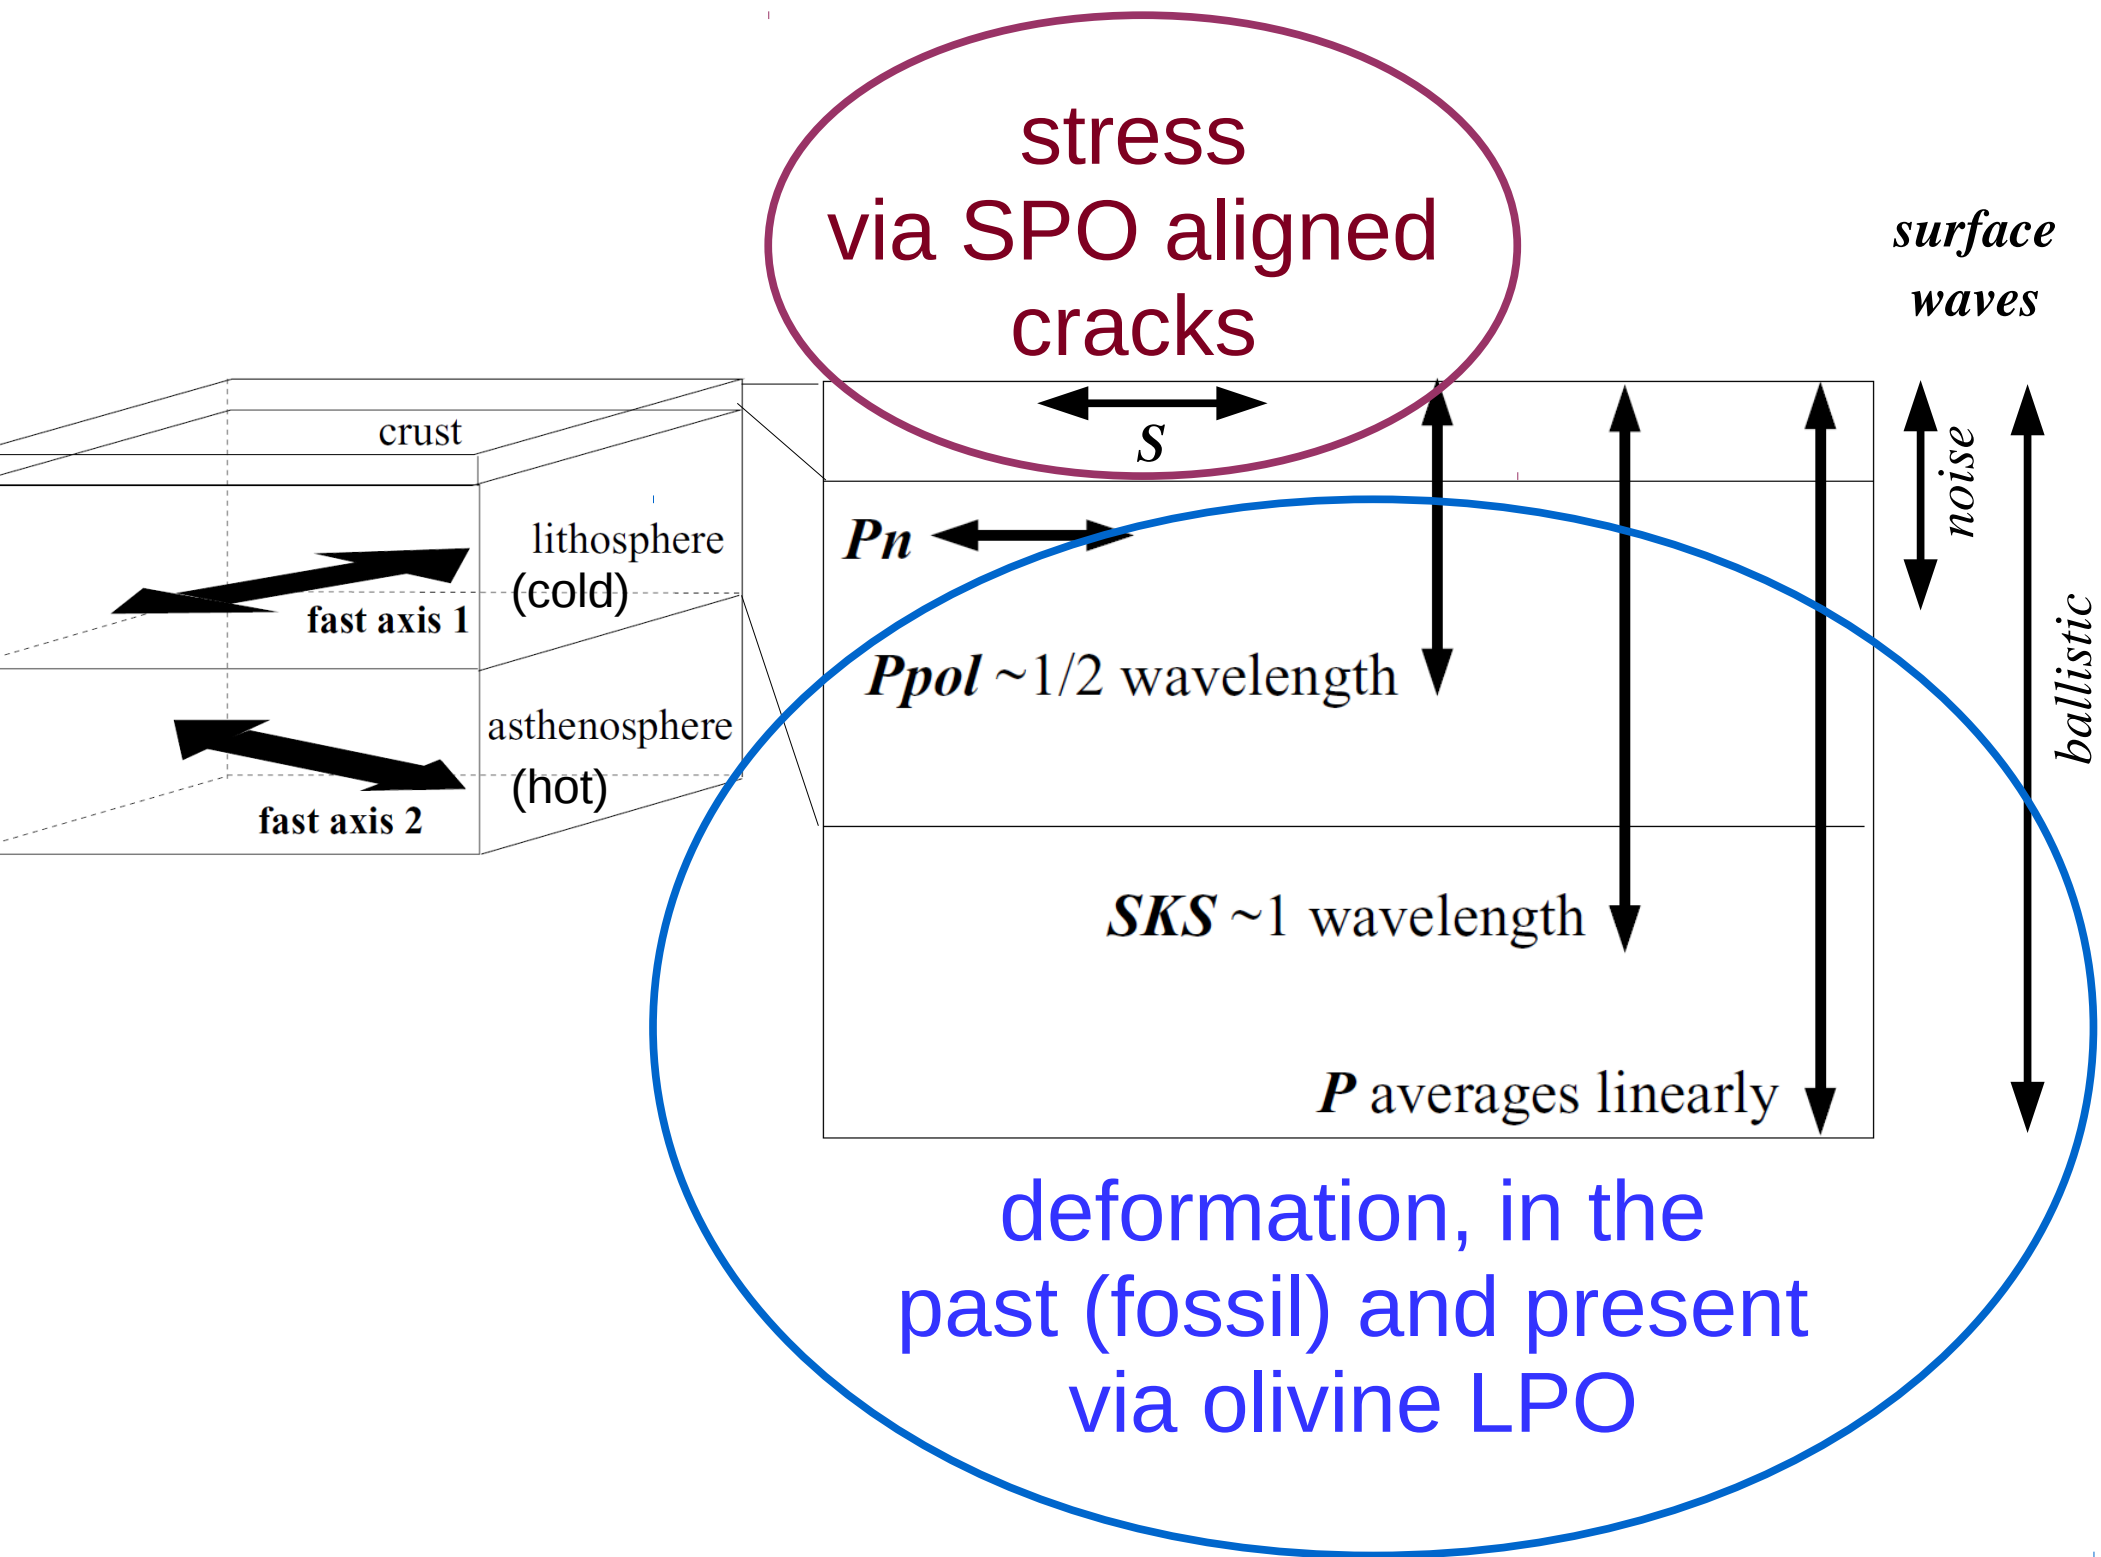 stress
via SPO aligned
cracks
surface
waves
crust
S
noise
lithosphere
(cold)
Pn
fast axis 1
Ppol ~1/2 wavelength
ballistic
asthenosphere
(hot)
fast axis 2
SKS ~1 wavelength
P averages linearly
deformation, in the
past (fossil) and present
via olivine LPO